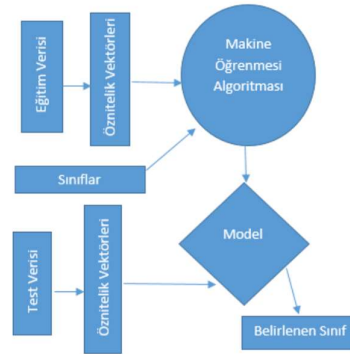 Eğitim Verisi
Öznitelik Vektörleri
Makine
Öğrenmesi
Algoritması
Sınıflar
Test Verisi
Öznitelik Vektörleri
Model
Belirlenen Sınıf